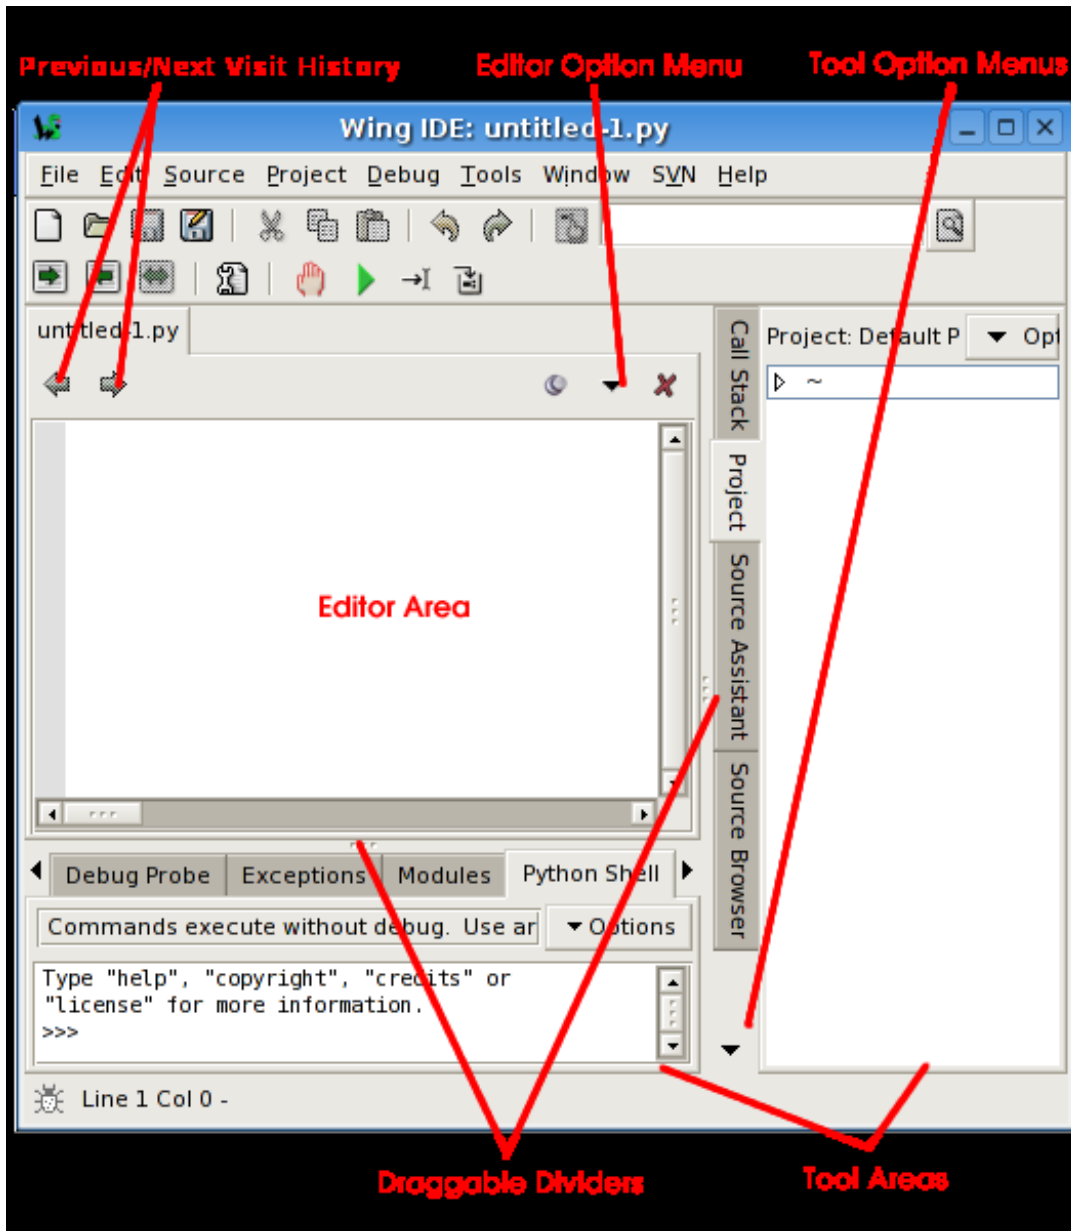 Previous/Next Visit History Editor Option Menu Tool Option Menus
Wing IDE: untitled-1.py
File Edit Source Project Debug Tools Window SVN Help
untitled-1.py
Call Stack
Project
Source Assistant
Source Browser
Project: Default P Opt
~
Editor Area
Debug Probe Exceptions Modules Python Shell
Commands execute without debug. Use ar Options
Type "help", "copyright", "credits" or
"license" for more information.
>>>
Line 1 Col 0 -
Draggable Dividers Tool Areas